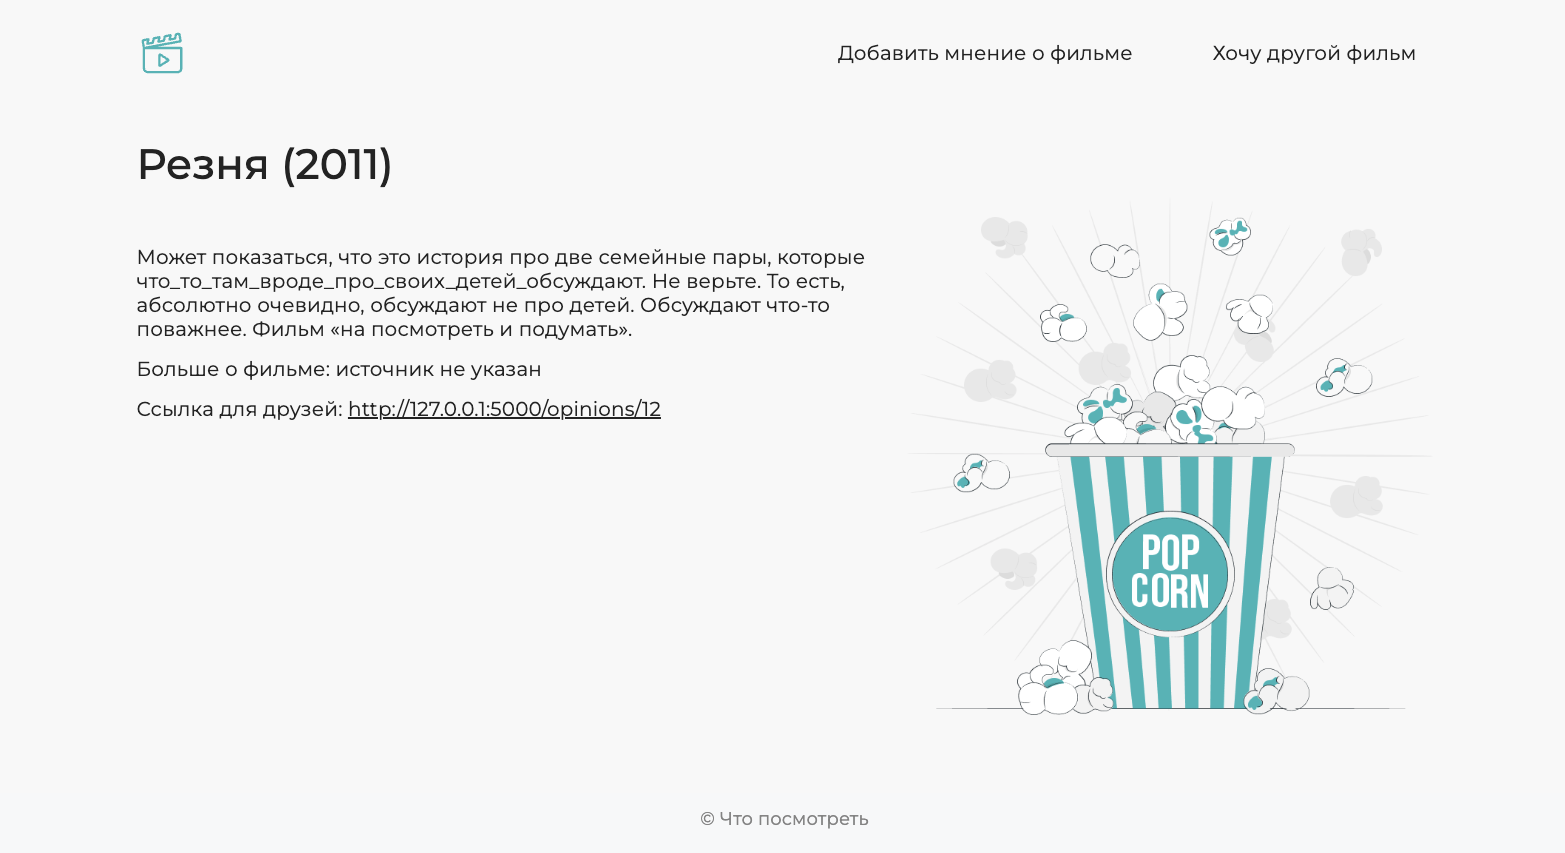 Добавить мнение о фильме
Хочу другой фильм
Резня (2011)
Может показаться, что это история про две семейные пары, которые
что_то_там_вроде_про_своих_детей_обсуждают. Не верьте. То есть,
абсолютно очевидно, обсуждают не про детей. Обсуждают что-то
поважнее. Фильм «на посмотреть и подумать».
Больше о фильме: источник не указан
Ссылка для друзей: http://127.0.0.1:5000/opinions/12
POP
CORN
© Что посмотреть